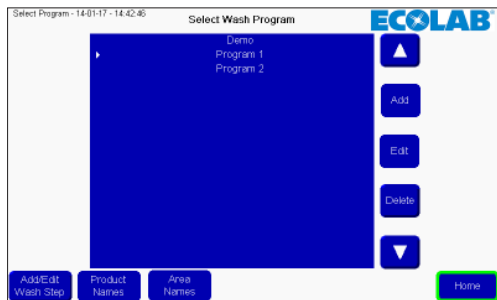 Select Program - 14-01-17 - 14:42:46
Select Wash Program
ECOLAB®
Demo
Program 1
Program 2
Add
Edit
Delete
Add/Edit
Wash Step
Product
Names
Area
Names
Home